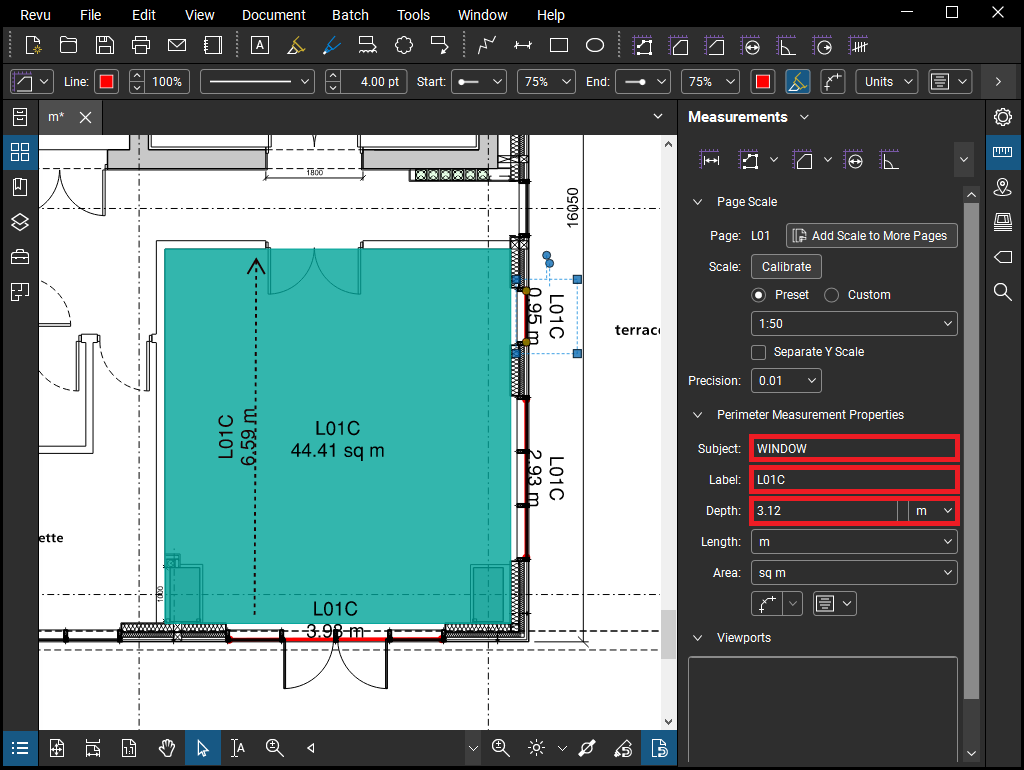 Revu File Edit View Document Batch Tools Window Help
Line: 100% 4.00 pt Start: 75% End: 75% Units
m*
Measurements
1800
16050
Page Scale
Page: L01 Add Scale to More Pages
Scale: Calibrate
Preset Custom
1:50
Separate Y Scale
Precision: 0.01
L01C
0.95 m
terrace
L01C
6.59 m
L01C
44.41 sq m
L01C
2.93 m
Perimeter Measurement Properties
Subject: WINDOW
Label: L01C
Depth: 3.12 m
Length: m
Area: sq m
ette
1000
L01C
3.93 m
Viewports